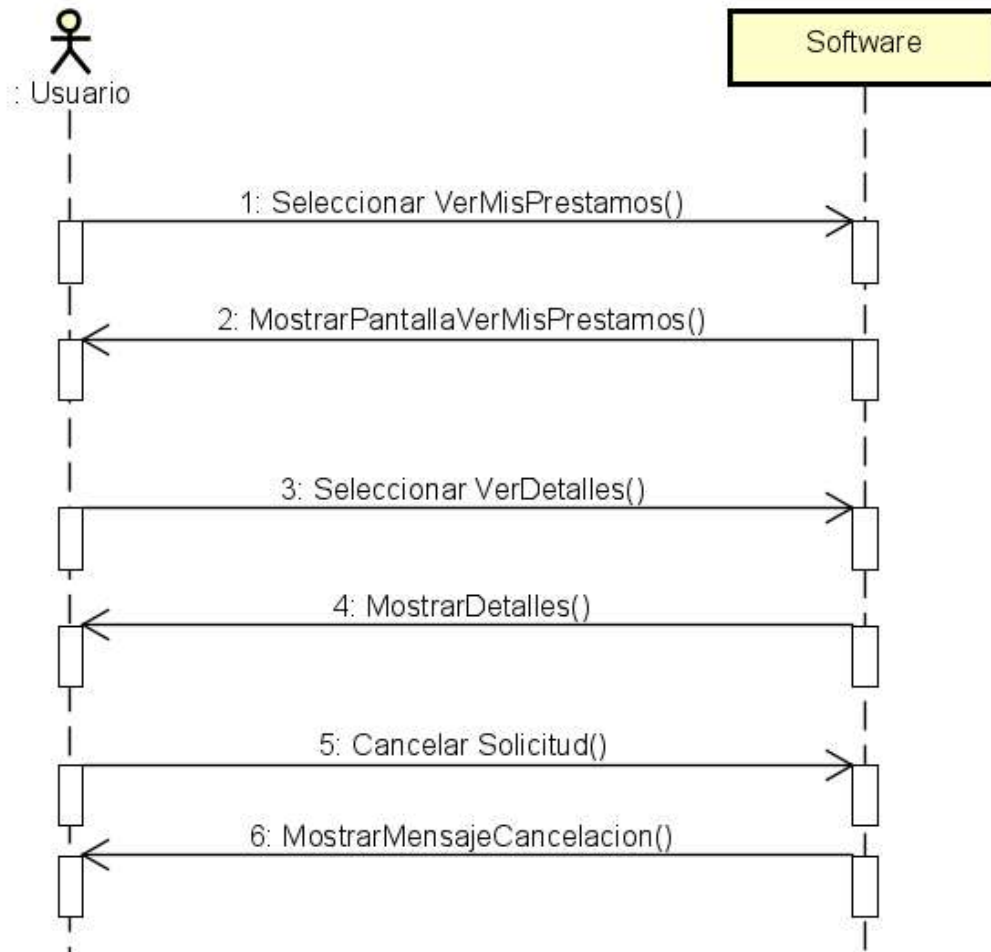 Software
: Usuario
1: Seleccionar VerMisPrestamos()
2: MostrarPantallaVerMisPrestamos()
3: Seleccionar VerDetalles()
4: MostrarDetalles()
5: Cancelar Solicitud()
6: MostrarMensajeCancelacion()